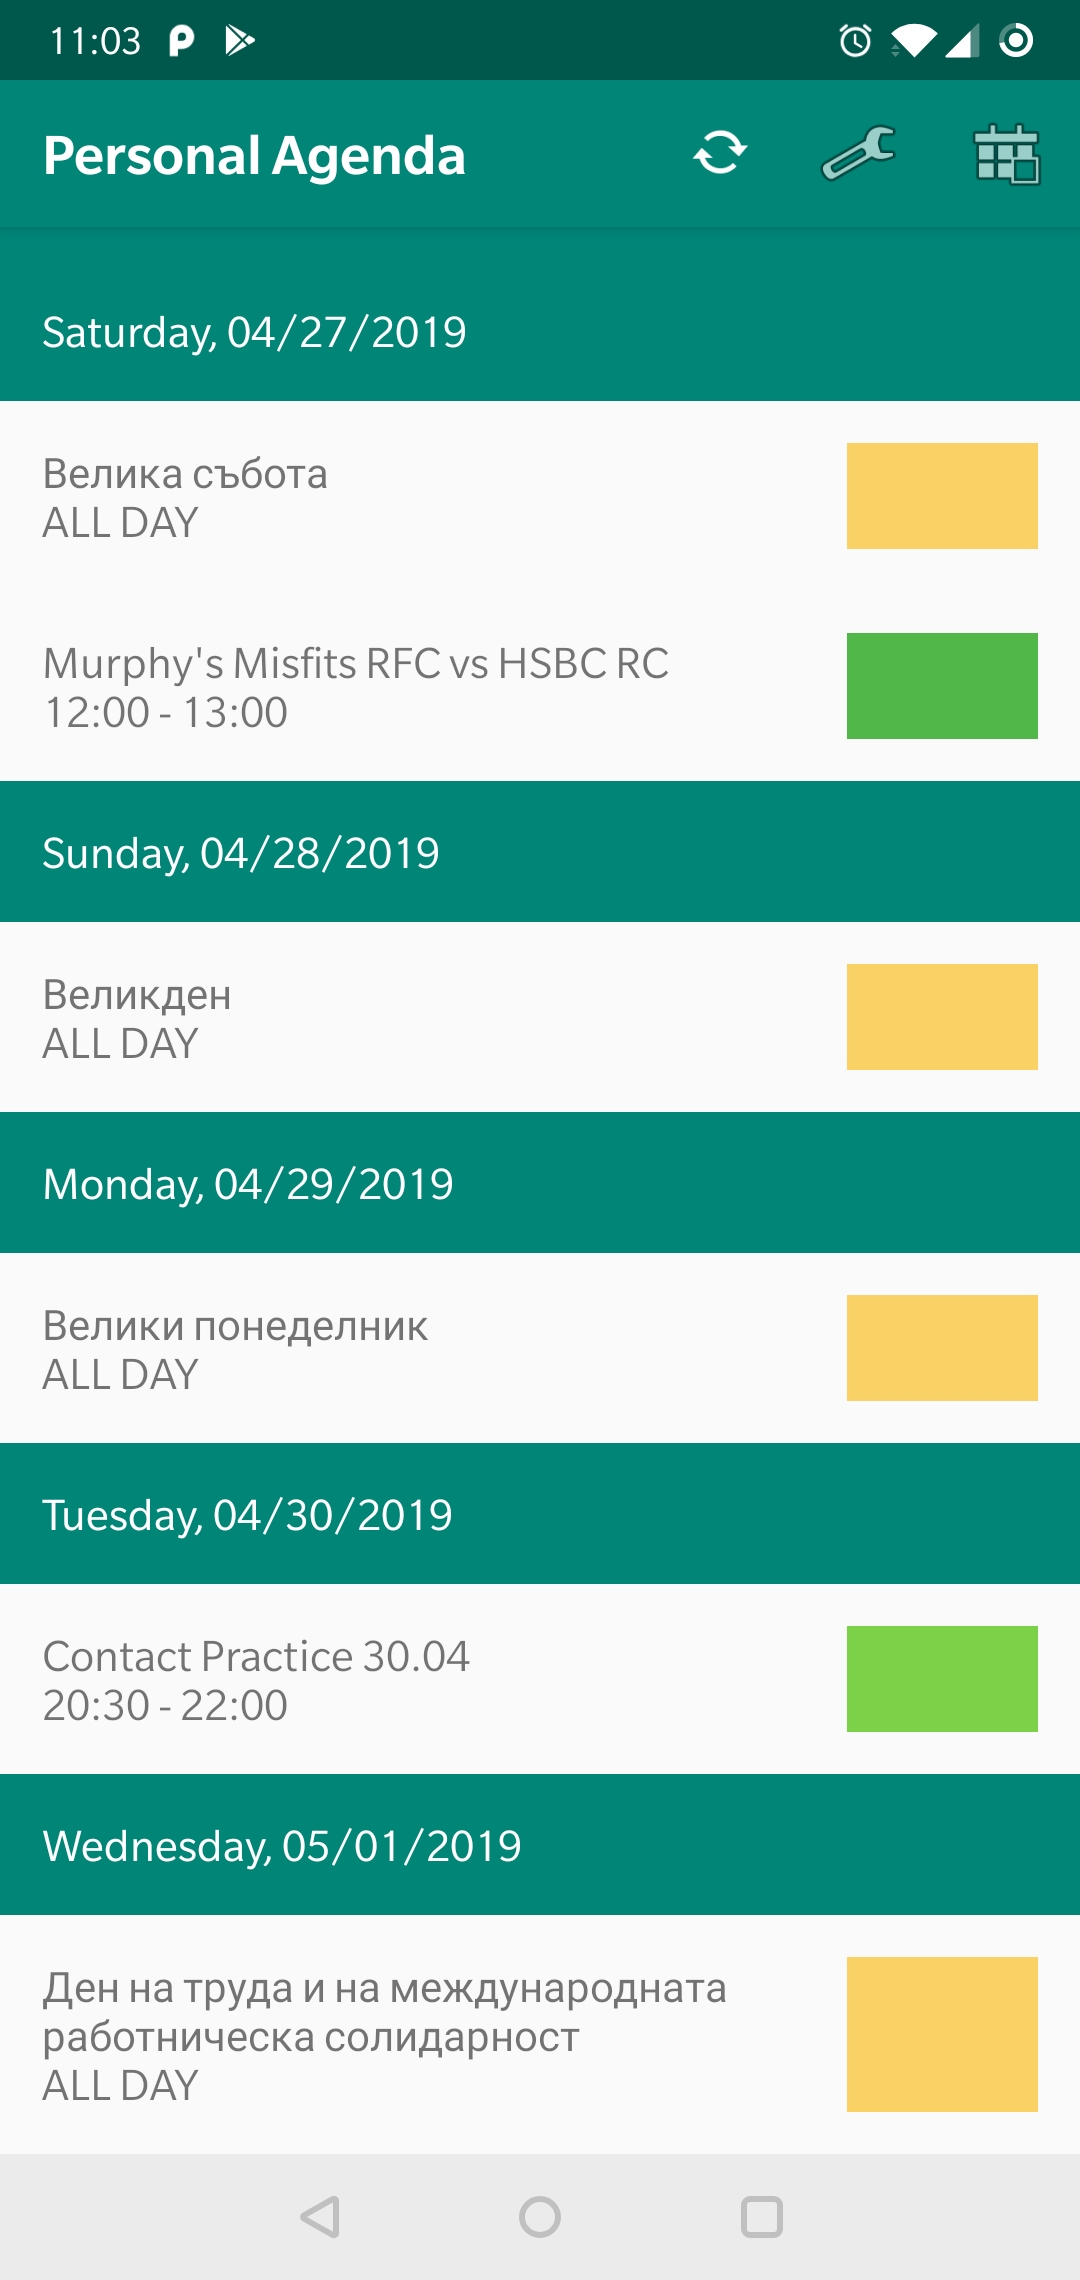 11:03
Personal Agenda
Saturday, 04/27/2019
Велика събота
ALL DAY
Murphy's Misfits RFC vs HSBC RC
12:00 - 13:00
Sunday, 04/28/2019
Великден
ALL DAY
Monday, 04/29/2019
Велики понеделник
ALL DAY
Tuesday, 04/30/2019
Contact Practice 30.04
20:30 - 22:00
Wednesday, 05/01/2019
Ден на труда и на международната
работническа солидарност
ALL DAY